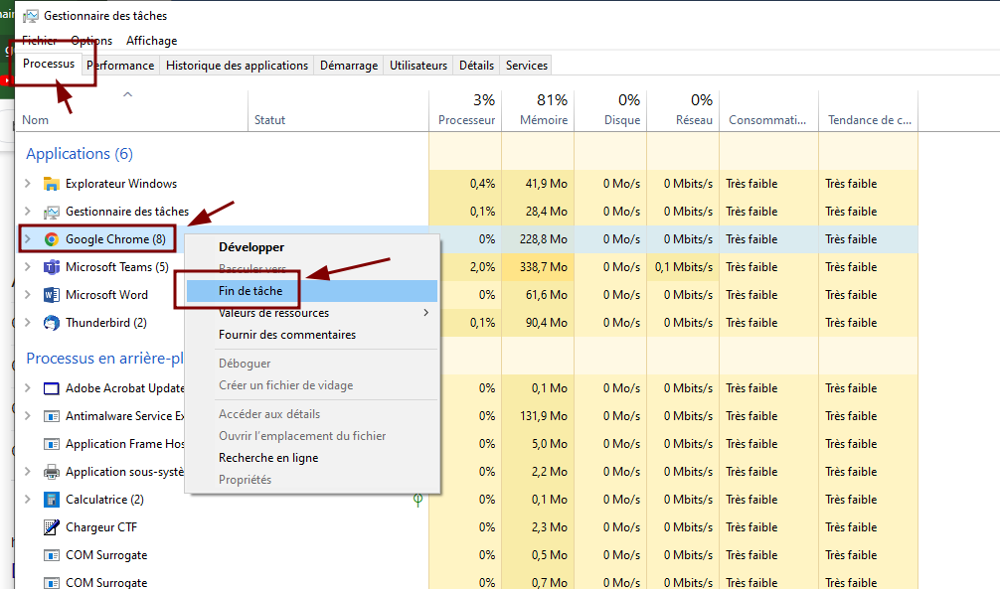 Gestionnaire des tâches
Fichier Options Affichage
Processus Performance Historique des applications Démarrage Utilisateurs Détails Services
3% 81% 0% 0%
Nom Statut Processeur Mémoire Disque Réseau Consommati... Tendance de c...
Applications (6)
Explorateur Windows 0,4% 41,9 Mo 0 Mo/s 0 Mbits/s Très faible Très faible
Gestionnaire des tâches 0,1% 28,4 Mo 0 Mo/s 0 Mbits/s Très faible Très faible
Google Chrome (8) 0% 228,8 Mo 0 Mo/s 0 Mbits/s Très faible Très faible
Microsoft Teams (5) 2,0% 338,7 Mo 0 Mo/s 0,1 Mbits/s Très faible Très faible
Microsoft Word 0% 61,6 Mo 0 Mo/s 0 Mbits/s Très faible Très faible
Thunderbird (2) 0,1% 90,4 Mo 0 Mo/s 0 Mbits/s Très faible Très faible
Développer
Basculer vers
Fin de tâche
Valeurs de ressources
Fournir des commentaires
Déboguer
Créer un fichier de vidage
Accéder aux détails
Ouvrir l'emplacement du fichier
Recherche en ligne
Propriétés
Processus en arrière-pl
Adobe Acrobat Update 0% 0,1 Mo 0 Mo/s 0 Mbits/s Très faible Très faible
Antimalware Service Ex 0% 131,9 Mo 0 Mo/s 0 Mbits/s Très faible Très faible
Application Frame Hos 0% 5,0 Mo 0 Mo/s 0 Mbits/s Très faible Très faible
Application sous-systè 0% 2,2 Mo 0 Mo/s 0 Mbits/s Très faible Très faible
Calculatrice (2) 0% 0,1 Mo 0 Mo/s 0 Mbits/s Très faible Très faible
Chargeur CTF 0% 2,3 Mo 0 Mo/s 0 Mbits/s Très faible Très faible
COM Surrogate 0% 0,5 Mo 0 Mo/s 0 Mbits/s Très faible Très faible
COM Surrogate 0% 0,7 Mo 0 Mo/s 0 Mbits/s Très faible Très faible